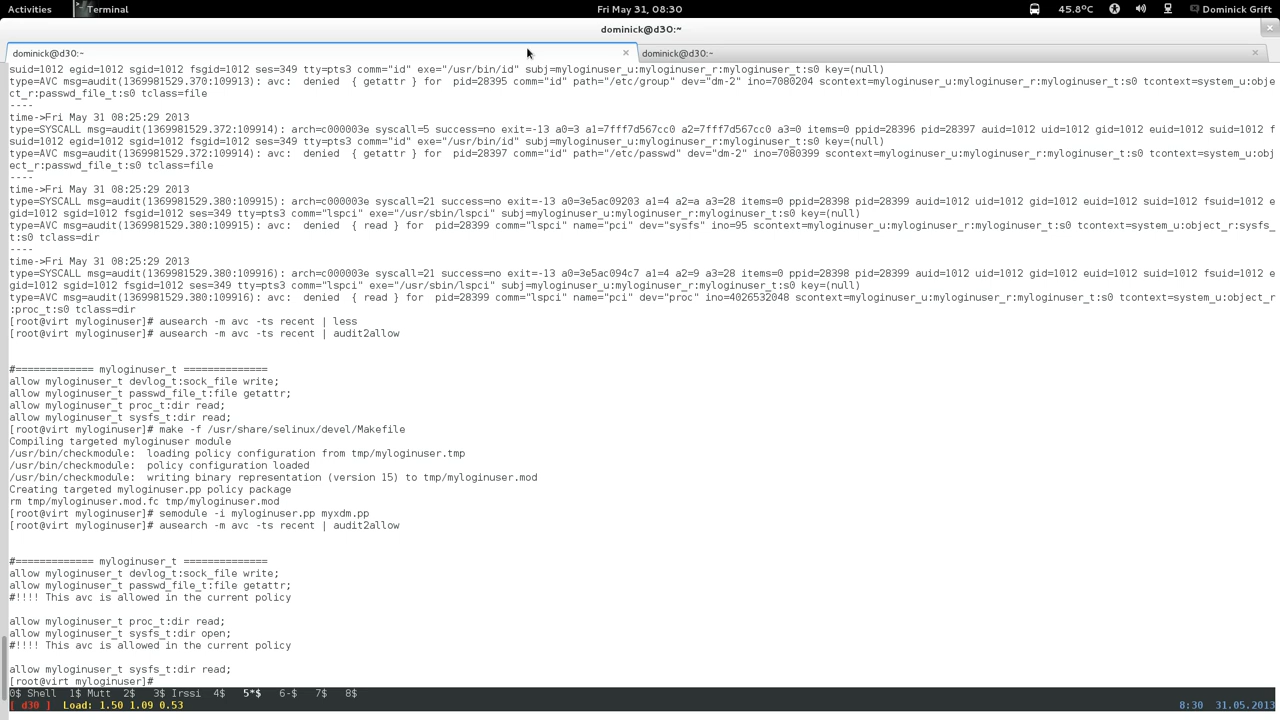 Activities Terminal Fri May 31, 08:30 45.8°C Dominick Grift
dominick@d30:~
dominick@d30:~ × dominick@d30:~ ×
suid=1012 egid=1012 sgid=1012 fsgid=1012 ses=349 tty=pts3 comm="id" exe="/usr/bin/id" subj=myloginuser_u:myloginuser_r:myloginuser_t:s0 key=(null)
type=AVC msg=audit(1369981529.370:109913): avc:  denied  { getattr } for  pid=28395 comm="id" path="/etc/group" dev="dm-2" ino=7080204 scontext=myloginuser_u:myloginuser_r:myloginuser_t:s0 tcontext=system_u:obje
ct_r:passwd_file_t:s0 tclass=file
----
time->Fri May 31 08:25:29 2013
type=SYSCALL msg=audit(1369981529.372:109914): arch=c000003e syscall=5 success=no exit=-13 a0=3 a1=7fff7d567cc0 a2=7fff7d567cc0 a3=0 items=0 ppid=28396 pid=28397 auid=1012 uid=1012 gid=1012 euid=1012 suid=1012 f
suid=1012 egid=1012 sgid=1012 fsgid=1012 ses=349 tty=pts3 comm="id" exe="/usr/bin/id" subj=myloginuser_u:myloginuser_r:myloginuser_t:s0 key=(null)
type=AVC msg=audit(1369981529.372:109914): avc:  denied  { getattr } for  pid=28397 comm="id" path="/etc/passwd" dev="dm-2" ino=7080399 scontext=myloginuser_u:myloginuser_r:myloginuser_t:s0 tcontext=system_u:obj
ect_r:passwd_file_t:s0 tclass=file
----
time->Fri May 31 08:25:29 2013
type=SYSCALL msg=audit(1369981529.380:109915): arch=c000003e syscall=21 success=no exit=-13 a0=3e5ac09203 a1=4 a2=a a3=28 items=0 ppid=28398 pid=28399 auid=1012 uid=1012 gid=1012 euid=1012 suid=1012 fsuid=1012 e
gid=1012 sgid=1012 fsgid=1012 ses=349 tty=pts3 comm="lspci" exe="/usr/sbin/lspci" subj=myloginuser_u:myloginuser_r:myloginuser_t:s0 key=(null)
type=AVC msg=audit(1369981529.380:109915): avc:  denied  { read } for  pid=28399 comm="lspci" name="pci" dev="sysfs" ino=95 scontext=myloginuser_u:myloginuser_r:myloginuser_t:s0 tcontext=system_u:object_r:sysfs_
t:s0 tclass=dir
----
time->Fri May 31 08:25:29 2013
type=SYSCALL msg=audit(1369981529.380:109916): arch=c000003e syscall=21 success=no exit=-13 a0=3e5ac094c7 a1=4 a2=9 a3=28 items=0 ppid=28398 pid=28399 auid=1012 uid=1012 gid=1012 euid=1012 suid=1012 fsuid=1012 e
gid=1012 sgid=1012 fsgid=1012 ses=349 tty=pts3 comm="lspci" exe="/usr/sbin/lspci" subj=myloginuser_u:myloginuser_r:myloginuser_t:s0 key=(null)
type=AVC msg=audit(1369981529.380:109916): avc:  denied  { read } for  pid=28399 comm="lspci" name="pci" dev="proc" ino=4026532048 scontext=myloginuser_u:myloginuser_r:myloginuser_t:s0 tcontext=system_u:object_r
:proc_t:s0 tclass=dir
[root@virt myloginuser]# ausearch -m avc -ts recent | less
[root@virt myloginuser]# ausearch -m avc -ts recent | audit2allow
#============= myloginuser_t ==============
allow myloginuser_t devlog_t:sock_file write;
allow myloginuser_t passwd_file_t:file getattr;
allow myloginuser_t proc_t:dir read;
allow myloginuser_t sysfs_t:dir read;
[root@virt myloginuser]# make -f /usr/share/selinux/devel/Makefile
Compiling targeted myloginuser module
/usr/bin/checkmodule:  loading policy configuration from tmp/myloginuser.tmp
/usr/bin/checkmodule:  policy configuration loaded
/usr/bin/checkmodule:  writing binary representation (version 15) to tmp/myloginuser.mod
Creating targeted myloginuser.pp policy package
rm tmp/myloginuser.mod.fc tmp/myloginuser.mod
[root@virt myloginuser]# semodule -i myloginuser.pp myxdm.pp
[root@virt myloginuser]# ausearch -m avc -ts recent | audit2allow
#============= myloginuser_t ==============
allow myloginuser_t devlog_t:sock_file write;
allow myloginuser_t passwd_file_t:file getattr;
#!!!! This avc is allowed in the current policy
allow myloginuser_t proc_t:dir read;
allow myloginuser_t sysfs_t:dir open;
#!!!! This avc is allowed in the current policy
allow myloginuser_t sysfs_t:dir read;
[root@virt myloginuser]#
0$ Shell  1$ Mutt  2$  3$ Irssi  4$  5*$  6-$  7$  8$
[ d30 ]  Load: 1.50 1.09 0.53 8:30  31.05.2013